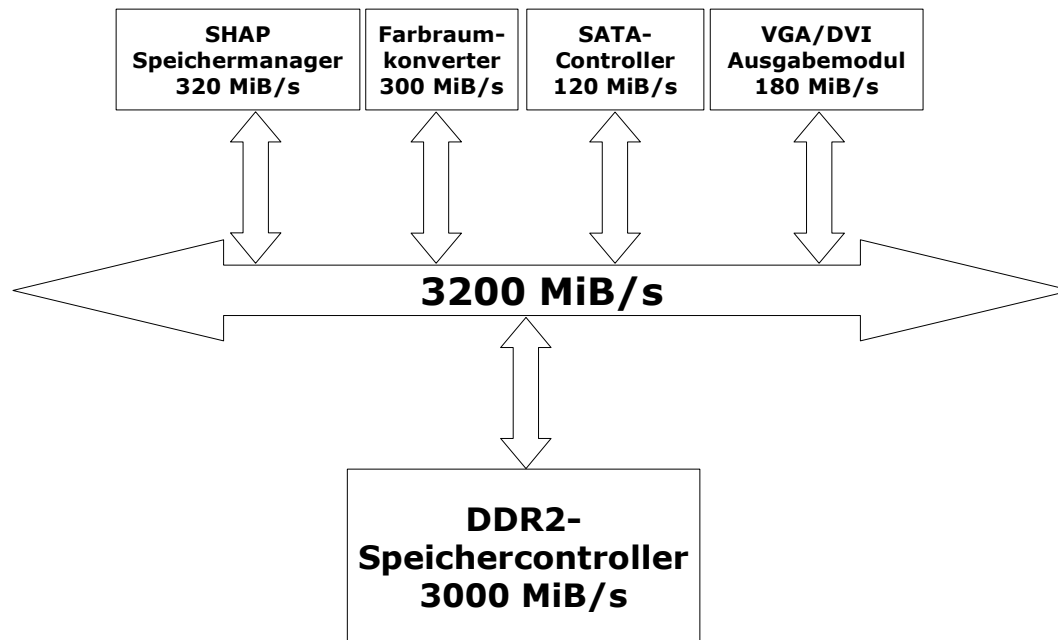 SHAP
Speichermanager
320 MiB/s
Farbraum-
konverter
300 MiB/s
SATA-
Controller
120 MiB/s
VGA/DVI
Ausgabemodul
180 MiB/s
3200 MiB/s
DDR2-
Speichercontroller
3000 MiB/s